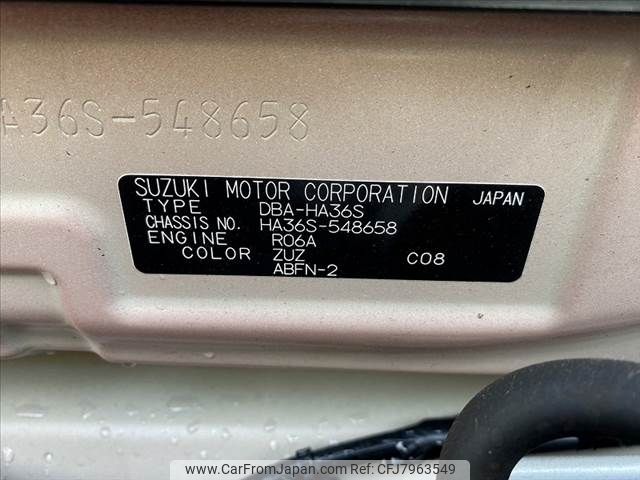 A36S-548658
SUZUKI MOTOR CORPORATION JAPAN
TYPE DBA-HA36S
CHASSIS NO. HA36S-548658
ENGINE R06A
COLOR ZUZ C08
ABFN-2
www.CarFromJapan.com - CFJ7963549